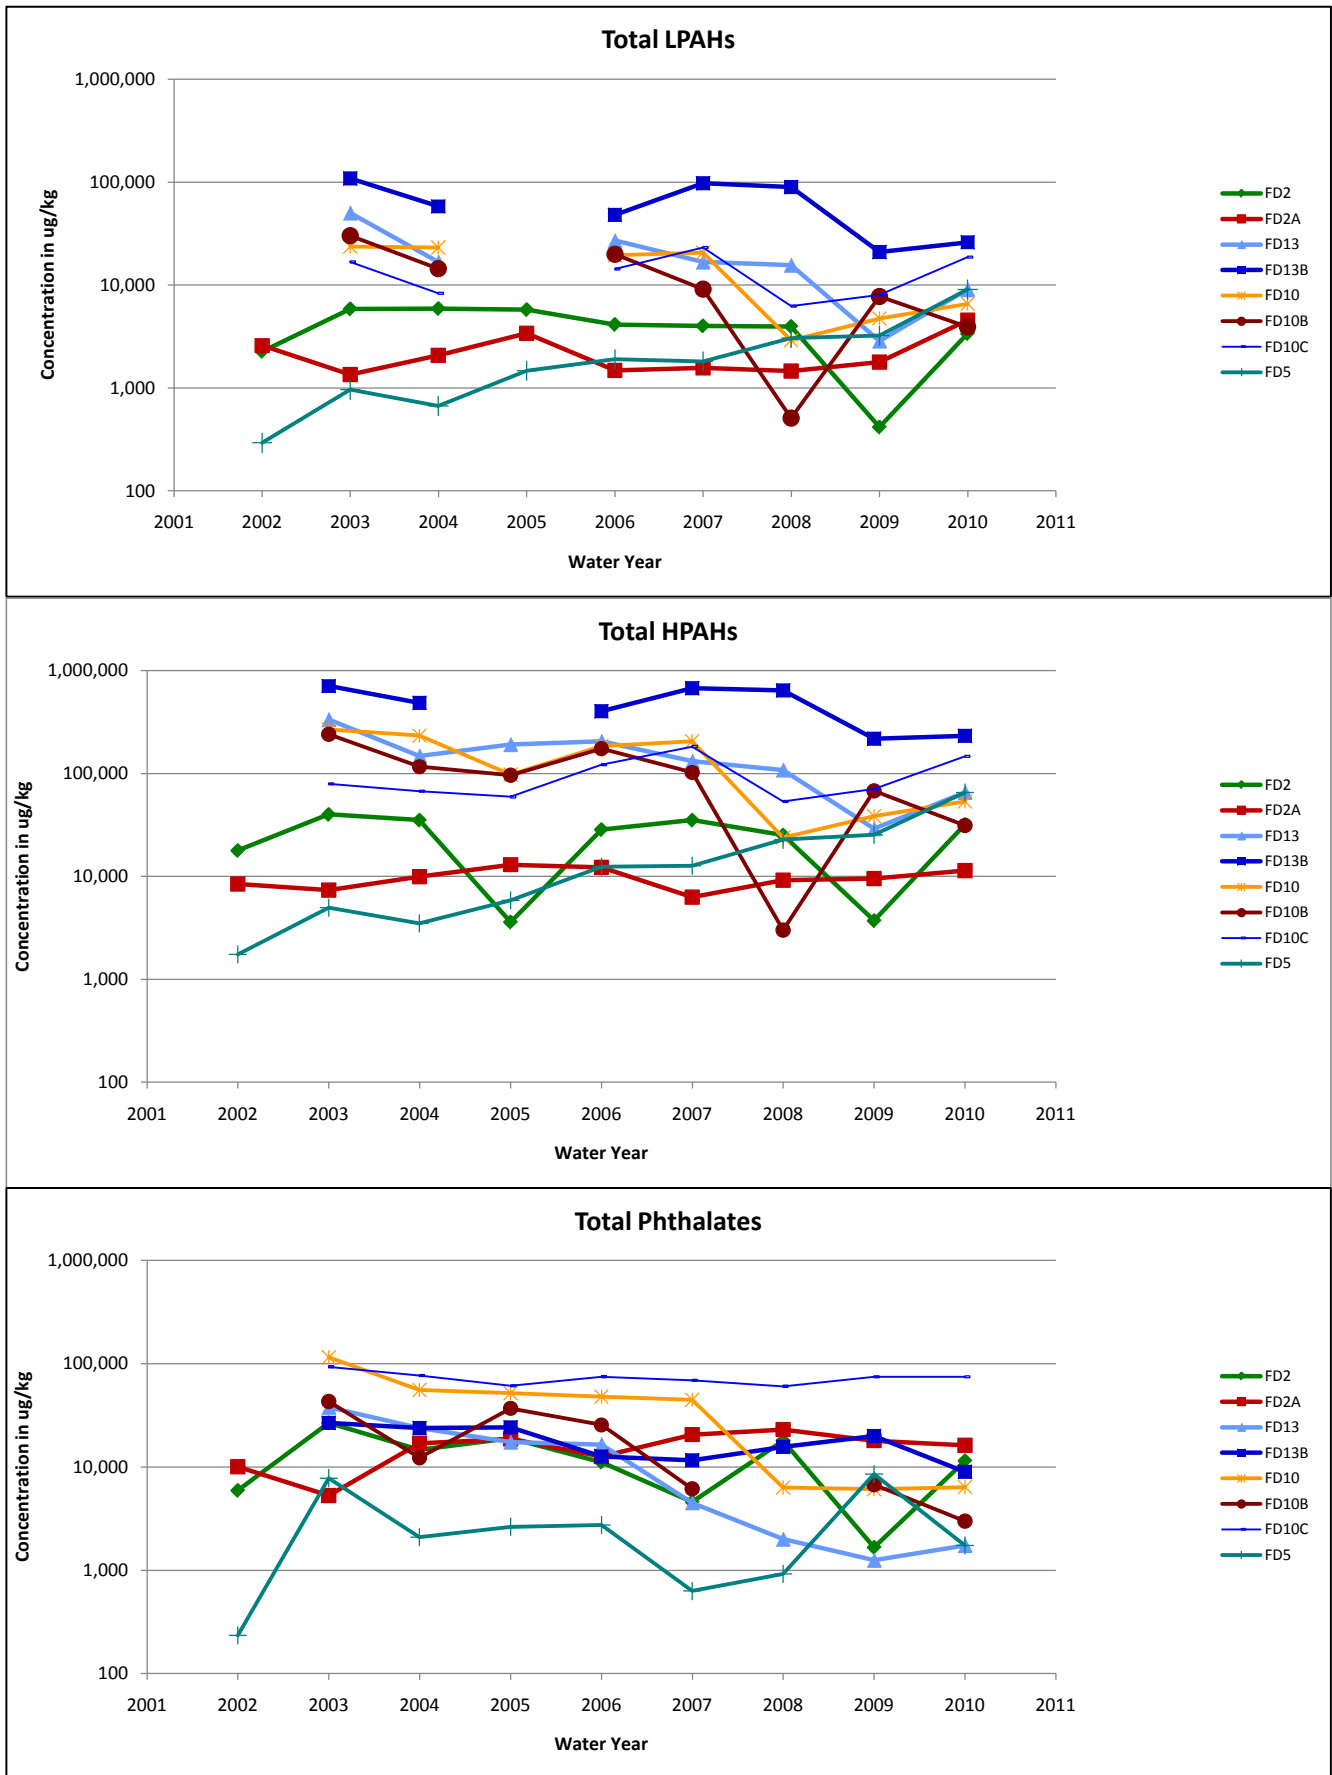 Total LPAHs
1,000,000
100,000
10,000
1,000
100
Concentration in ug/kg
2001 2002 2003 2004 2005 2006 2007 2008 2009 2010 2011
Water Year
FD2
FD2A
FD13
FD13B
FD10
FD10B
FD10C
FD5
Total HPAHs
1,000,000
100,000
10,000
1,000
100
Concentration in ug/kg
2001 2002 2003 2004 2005 2006 2007 2008 2009 2010 2011
Water Year
FD2
FD2A
FD13
FD13B
FD10
FD10B
FD10C
FD5
Total Phthalates
1,000,000
100,000
10,000
1,000
100
Concentration in ug/kg
2001 2002 2003 2004 2005 2006 2007 2008 2009 2010 2011
Water Year
FD2
FD2A
FD13
FD13B
FD10
FD10B
FD10C
FD5